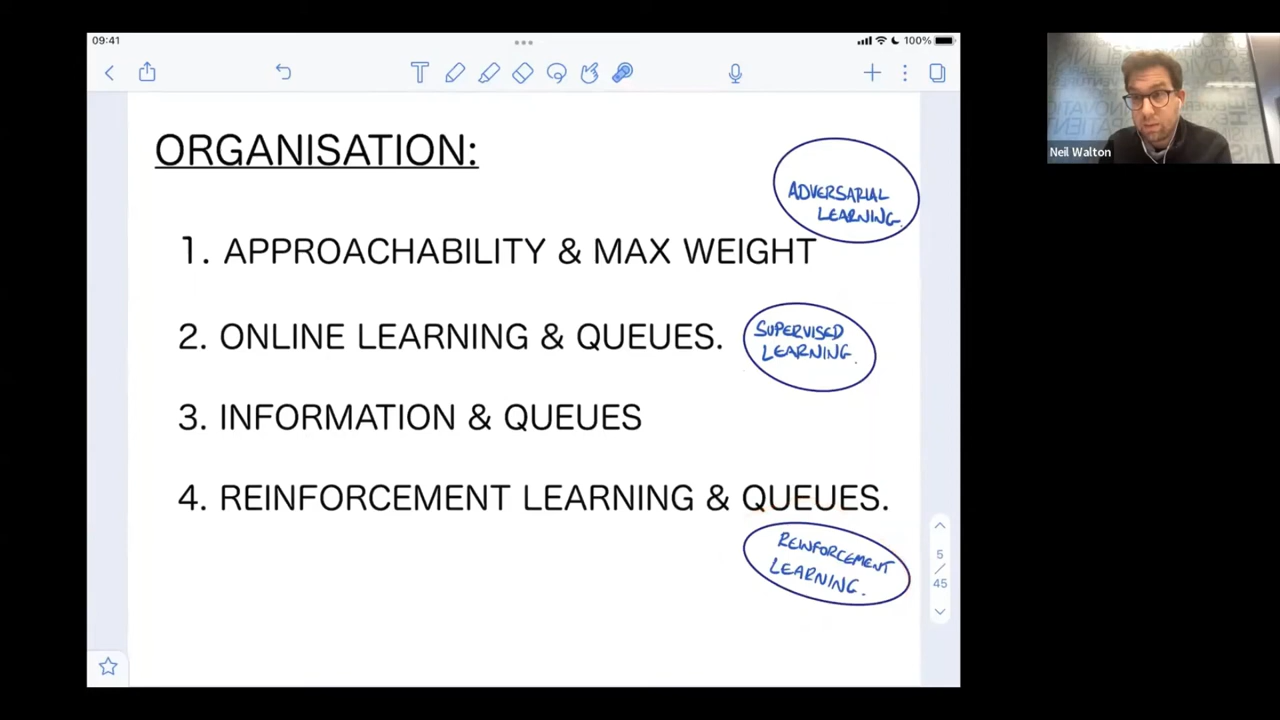 09:41
100%
T
ORGANISATION:
ADVERSARIAL
LEARNING.
1. APPROACHABILITY & MAX WEIGHT
2. ONLINE LEARNING & QUEUES.
SUPERVISED
LEARNING.
3. INFORMATION & QUEUES
4. REINFORCEMENT LEARNING & QUEUES.
REINFORCEMENT
LEARNING.
5
/
45
Neil Walton